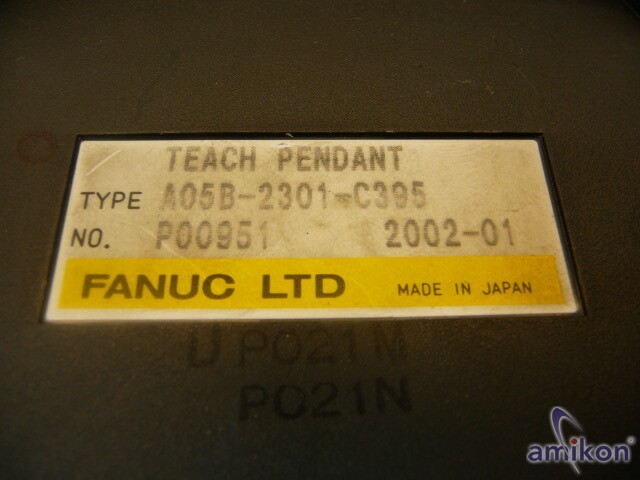 TEACH PENDANT
TYPE A05B-2301-C395
NO. P00951 2002-01
FANUC LTD MADE IN JAPAN
U P021M
P021N
amikon